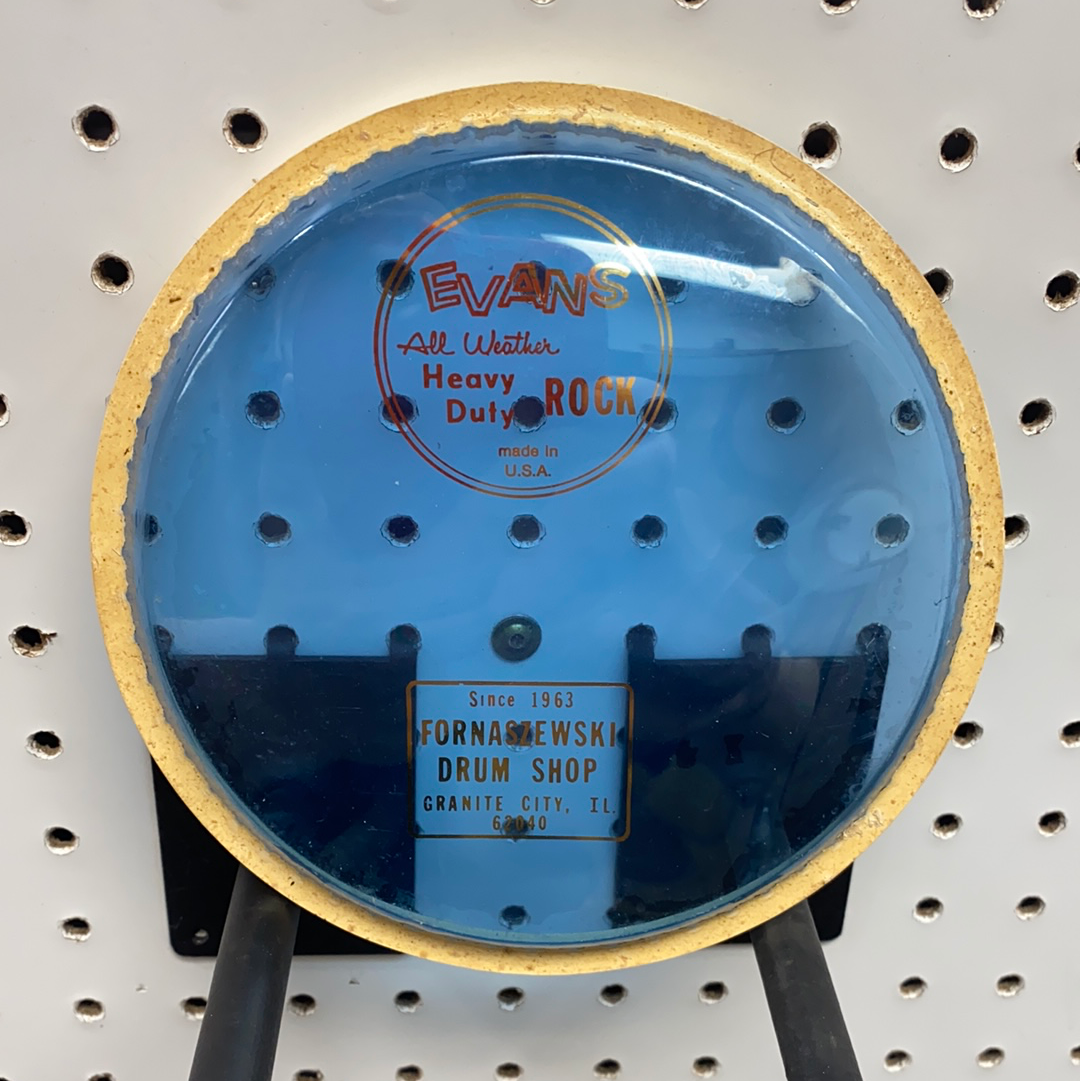 EVANS
All Weather
Heavy
Duty ROCK
made in
U.S.A.
Since 1963
FORNASZEWSKI
DRUM SHOP
GRANITE CITY, IL.
62040